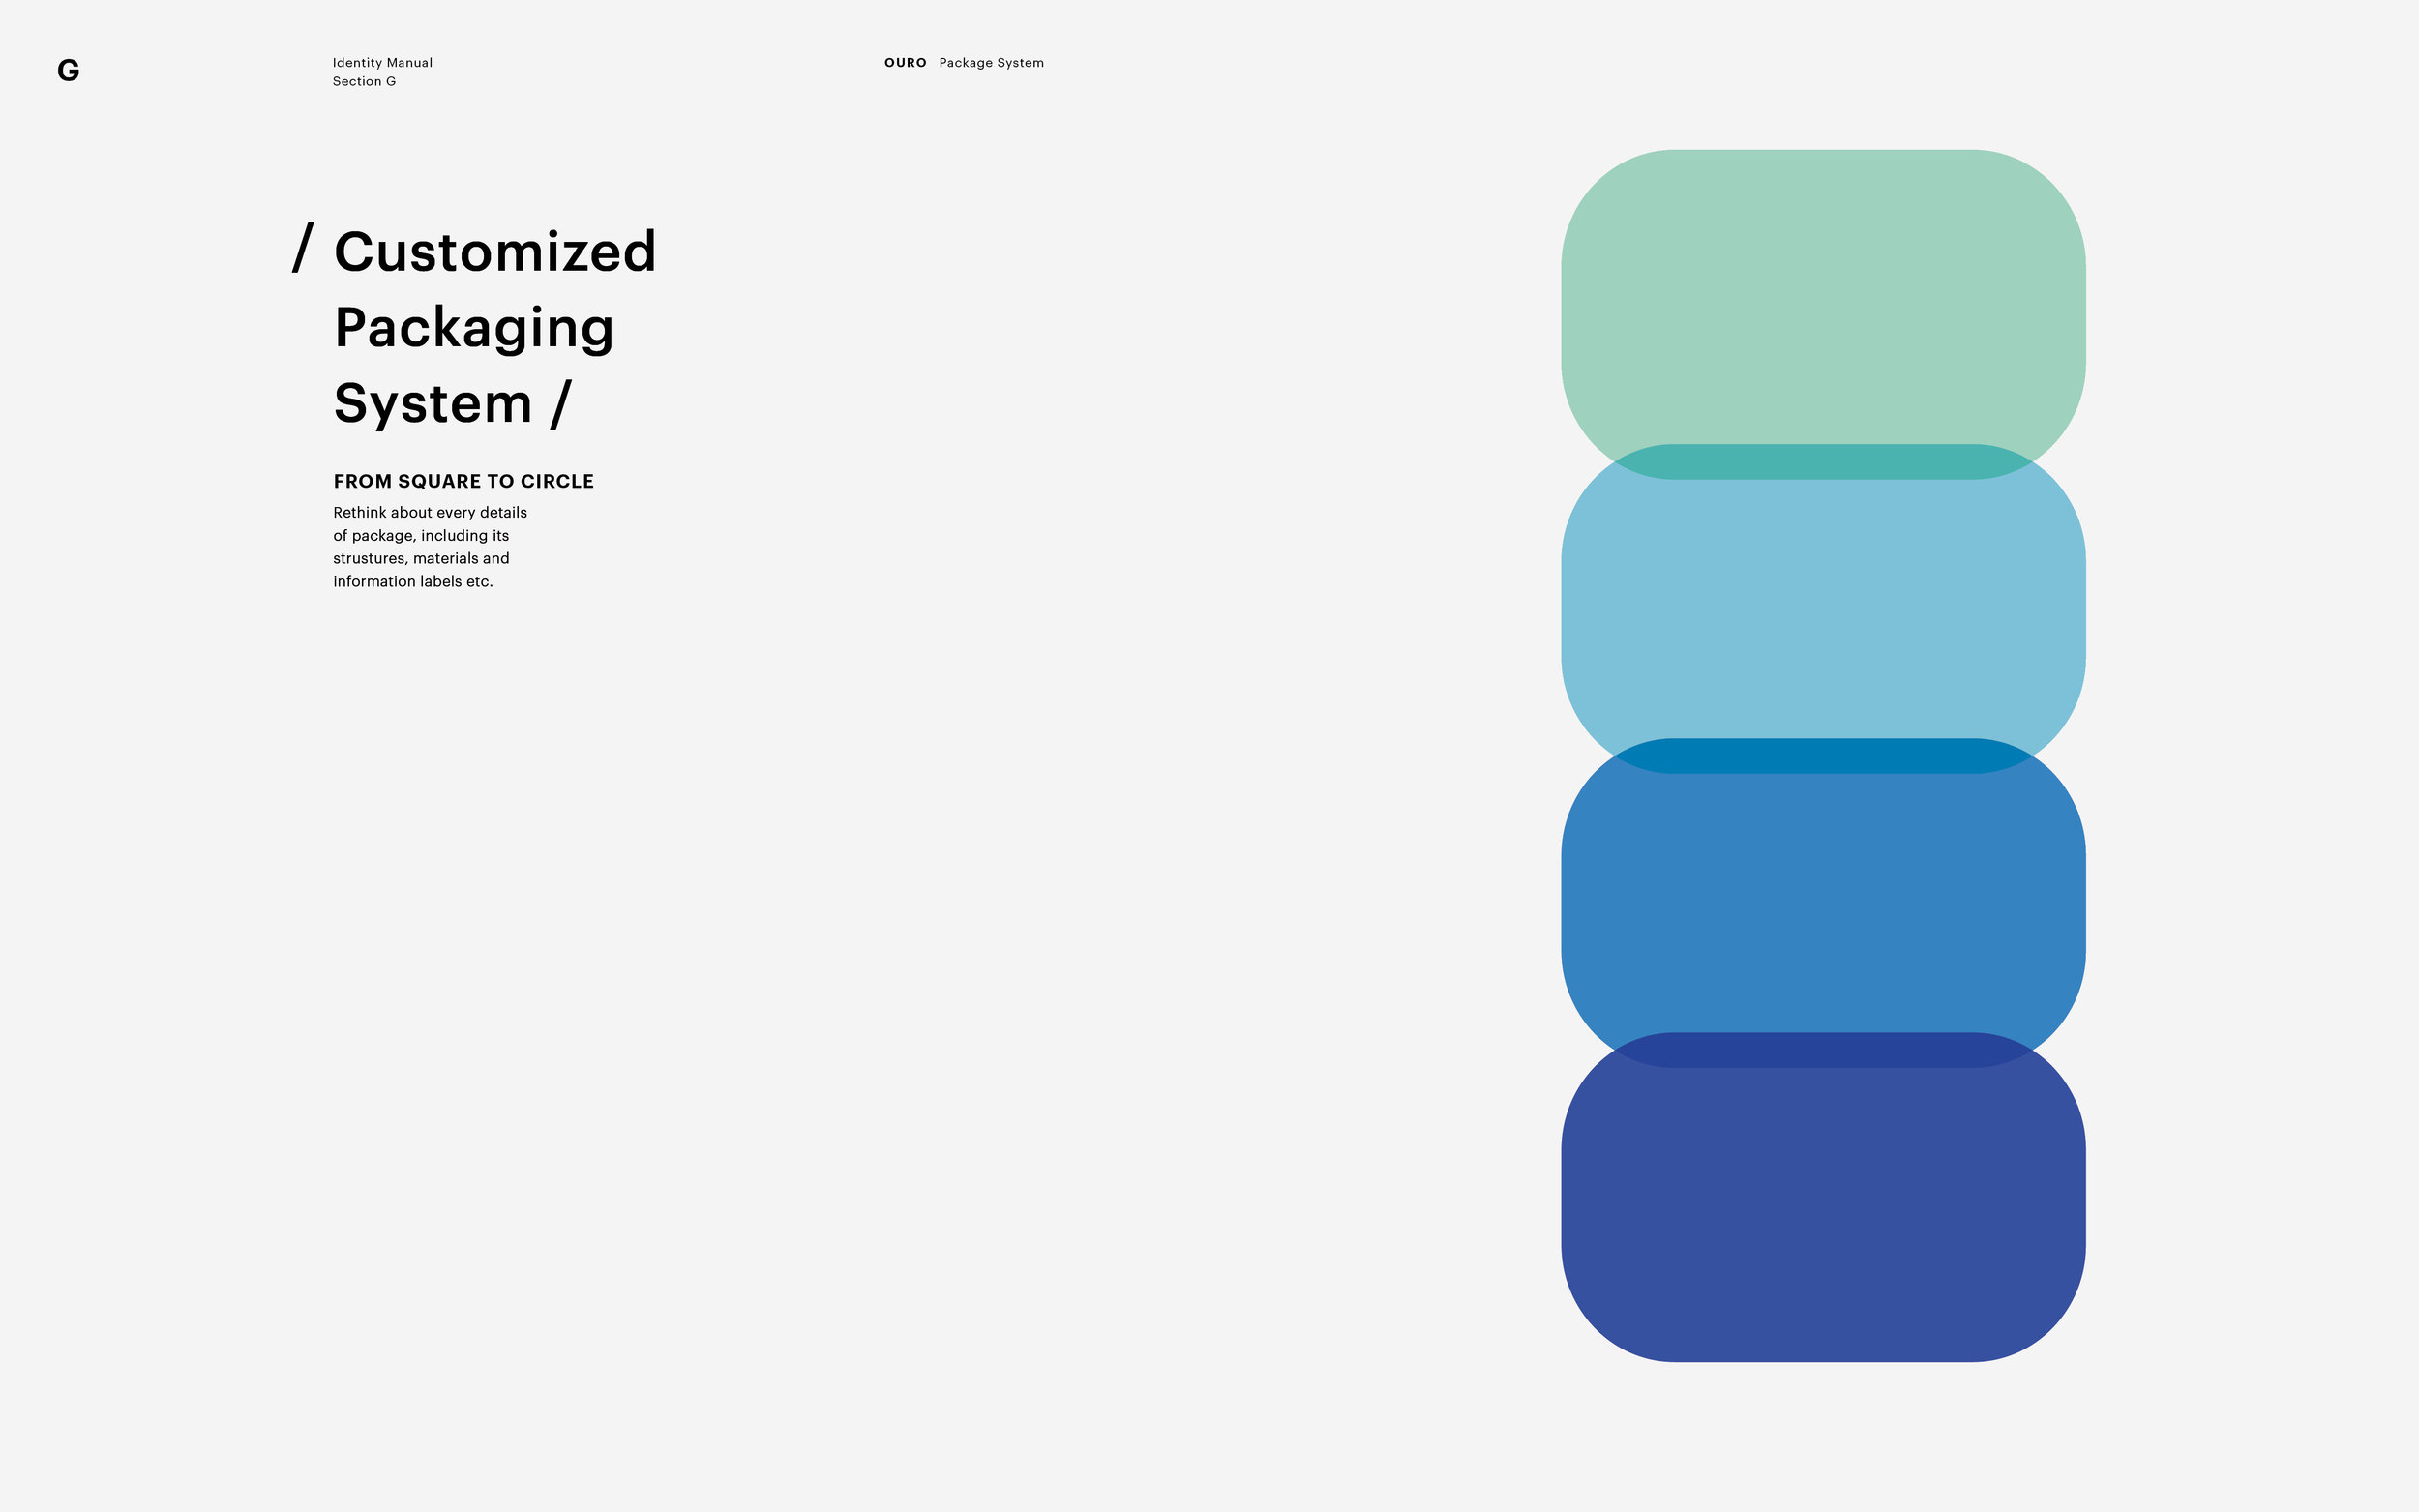 G
Identity Manual
Section G
OURO Package System
/ Customized
Packaging
System /
FROM SQUARE TO CIRCLE
Rethink about every details
of package, including its
strustures, materials and
information labels etc.